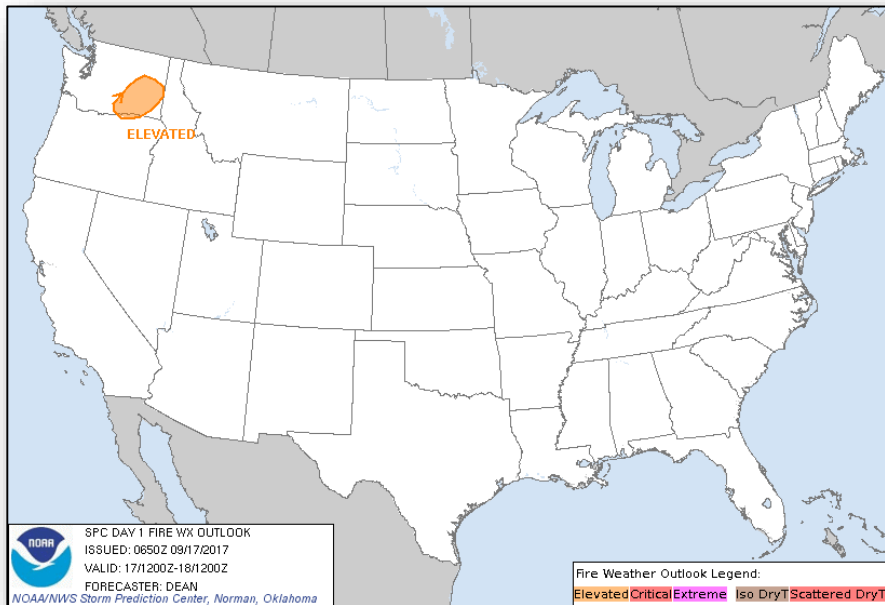 ELEVATED
NOAA
SPC DAY 1 FIRE WX OUTLOOK
ISSUED: 0650Z 09/17/2017
VALID: 17/1200Z-18/1200Z
FORECASTER: DEAN
NOAA/NWS Storm Prediction Center, Norman, Oklahoma
Fire Weather Outlook Legend:
Elevated Critical Extreme Iso DryT Scattered DryT